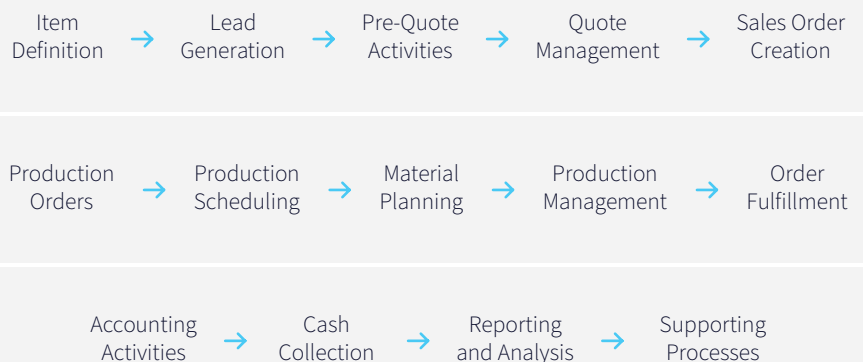 Item
Definition
Lead
Generation
Pre-Quote
Activities
Quote
Management
Sales Order
Creation
Production
Orders
Production
Scheduling
Material
Planning
Production
Management
Order
Fulfillment
Accounting
Activities
Cash
Collection
Reporting
and Analysis
Supporting
Processes